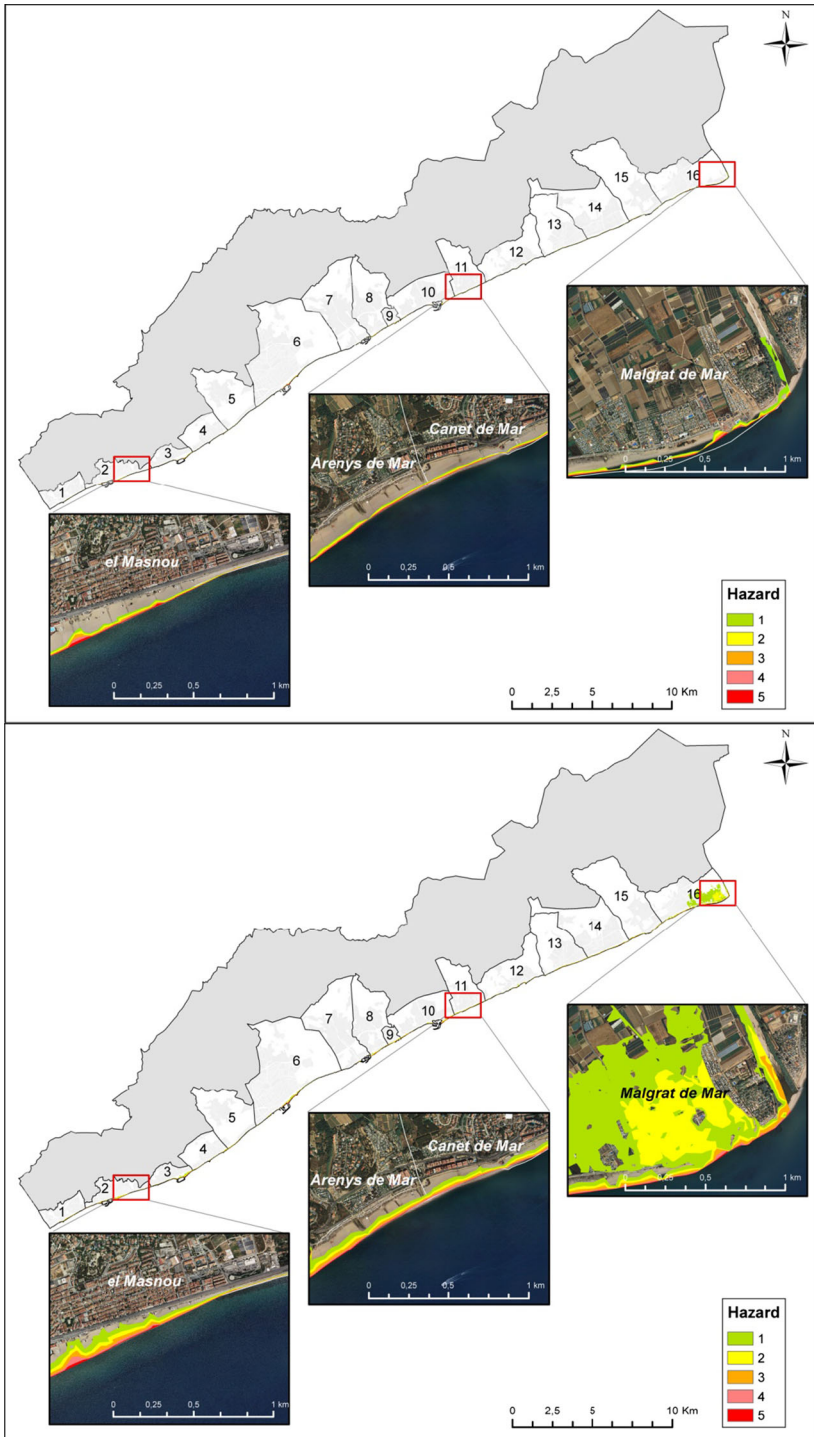 N
15
16
14
13
12
11
7
8
10
9
6
5
4
3
2
1
Malgrat de Mar
0 0,25 0,5 1 km
Canet de Mar
Arenys de Mar
0 0,25 0,5 1 km
el Masnou
0 0,25 0,5 1 km
Hazard
1
2
3
4
5
0 2,5 5 10 Km
N
15
16
14
13
12
11
7
8
10
9
6
5
4
3
2
1
Malgrat de Mar
0 0,25 0,5 1 km
Canet de Mar
Arenys de Mar
0 0,25 0,5 1 km
el Masnou
0 0,25 0,5 1 km
Hazard
1
2
3
4
5
0 2,5 5 10 Km